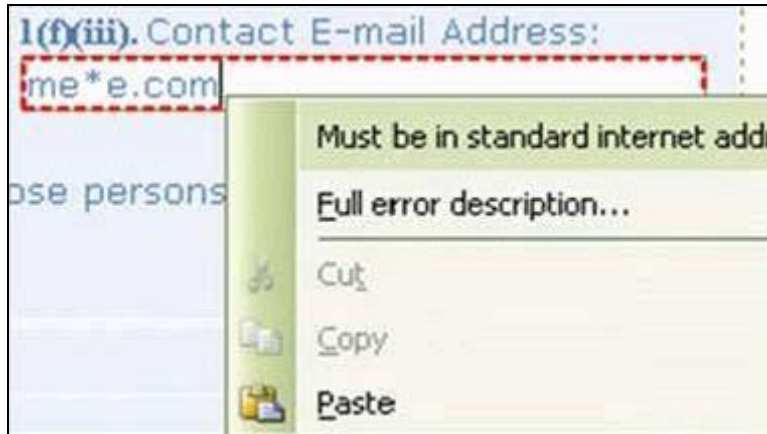 1(f)(iii). Contact E-mail Address:
me*e.com
Must be in standard internet addr
ose persons
Full error description...
Cut
Copy
Paste